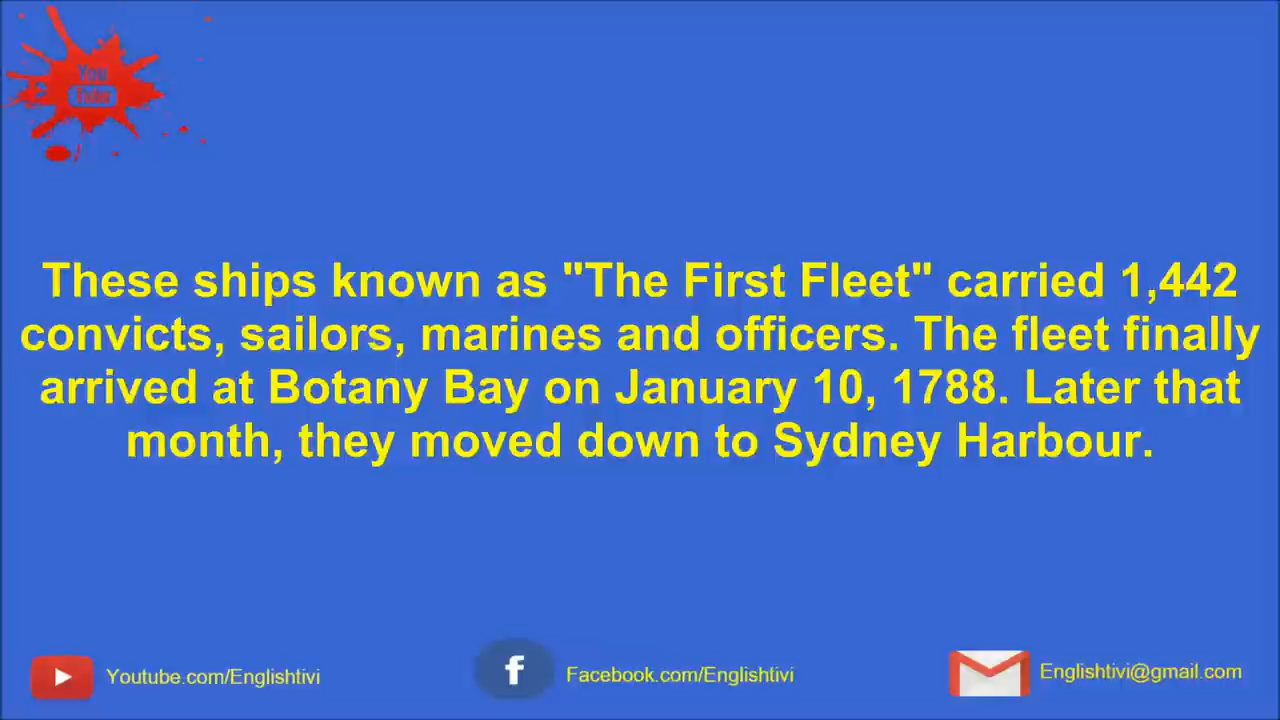 You
Tube
These ships known as "The First Fleet" carried 1,442
convicts, sailors, marines and officers. The fleet finally
arrived at Botany Bay on January 10, 1788. Later that
month, they moved down to Sydney Harbour.
Youtube.com/Englishtivi
f
Facebook.com/Englishtivi
Englishtivi@gmail.com